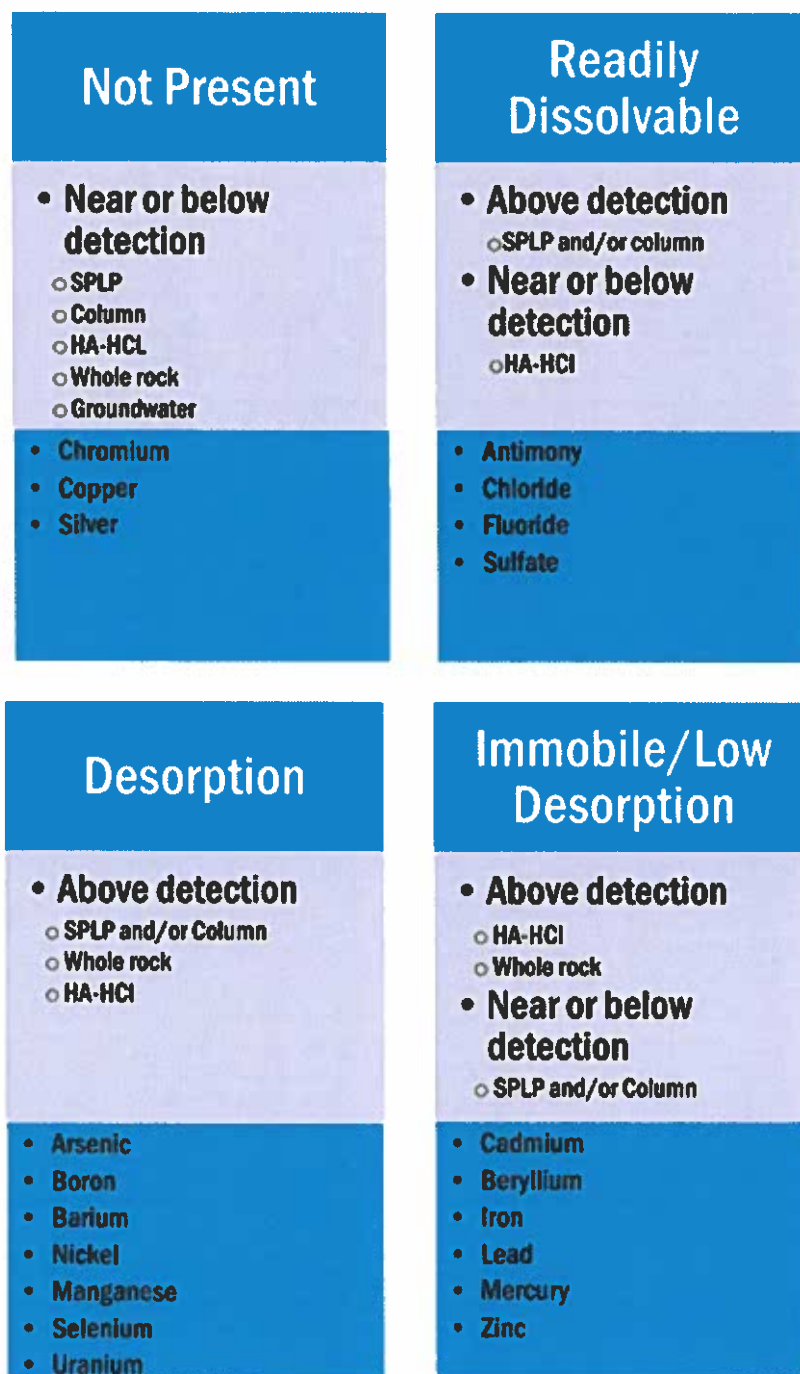 Not Present
• Near or below
detection
○ SPLP
○ Column
○ HA-HCL
○ Whole rock
○ Groundwater
• Chromium
• Copper
• Silver
Readily
Dissolvable
• Above detection
○ SPLP and/or column
• Near or below
detection
○ HA-HCl
• Antimony
• Chloride
• Fluoride
• Sulfate
Desorption
• Above detection
○ SPLP and/or Column
○ Whole rock
○ HA-HCl
• Arsenic
• Boron
• Barium
• Nickel
• Manganese
• Selenium
• Uranium
Immobile/Low
Desorption
• Above detection
○ HA-HCl
○ Whole rock
• Near or below
detection
○ SPLP and/or Column
• Cadmium
• Beryllium
• Iron
• Lead
• Mercury
• Zinc